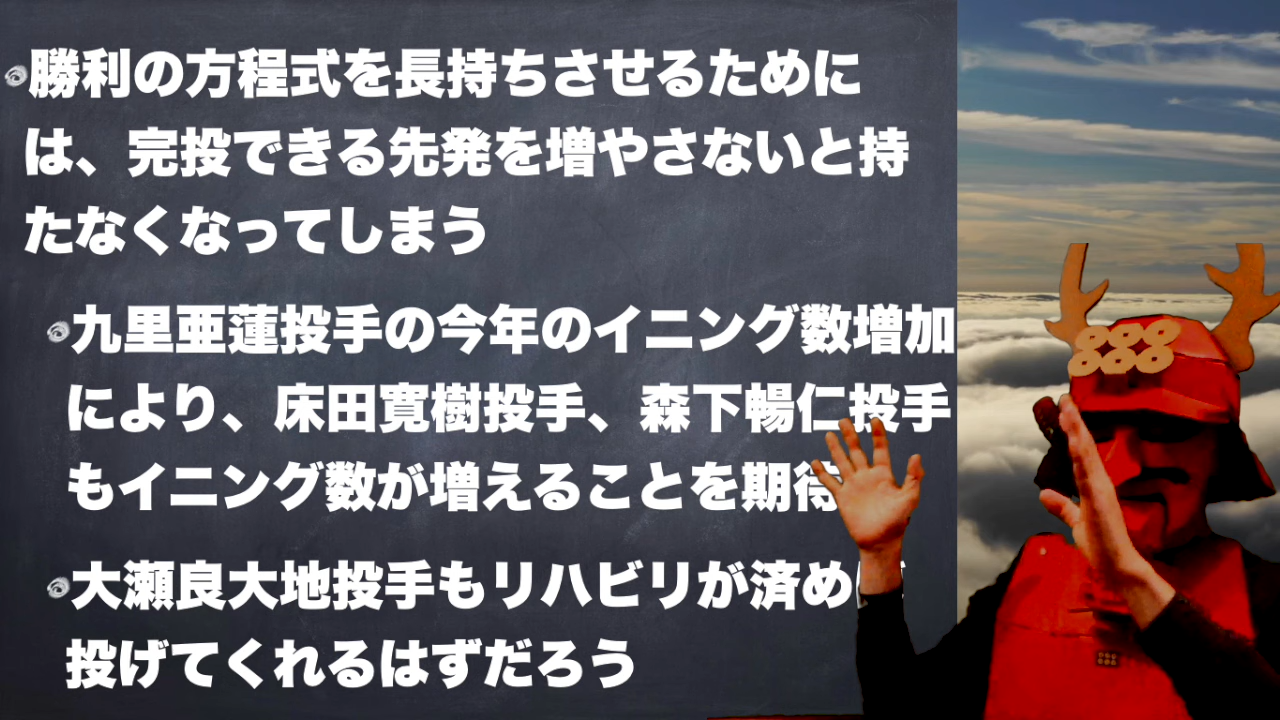 勝利の方程式を長持ちさせるために
は、完投できる先発を増やさないと持
たなくなってしまう
九里亜蓮投手の今年のイニング数増加
により、床田寛樹投手、森下暢仁投手
もイニング数が増えることを期待
大瀬良大地投手もリハビリが済めば
投げてくれるはずだろう